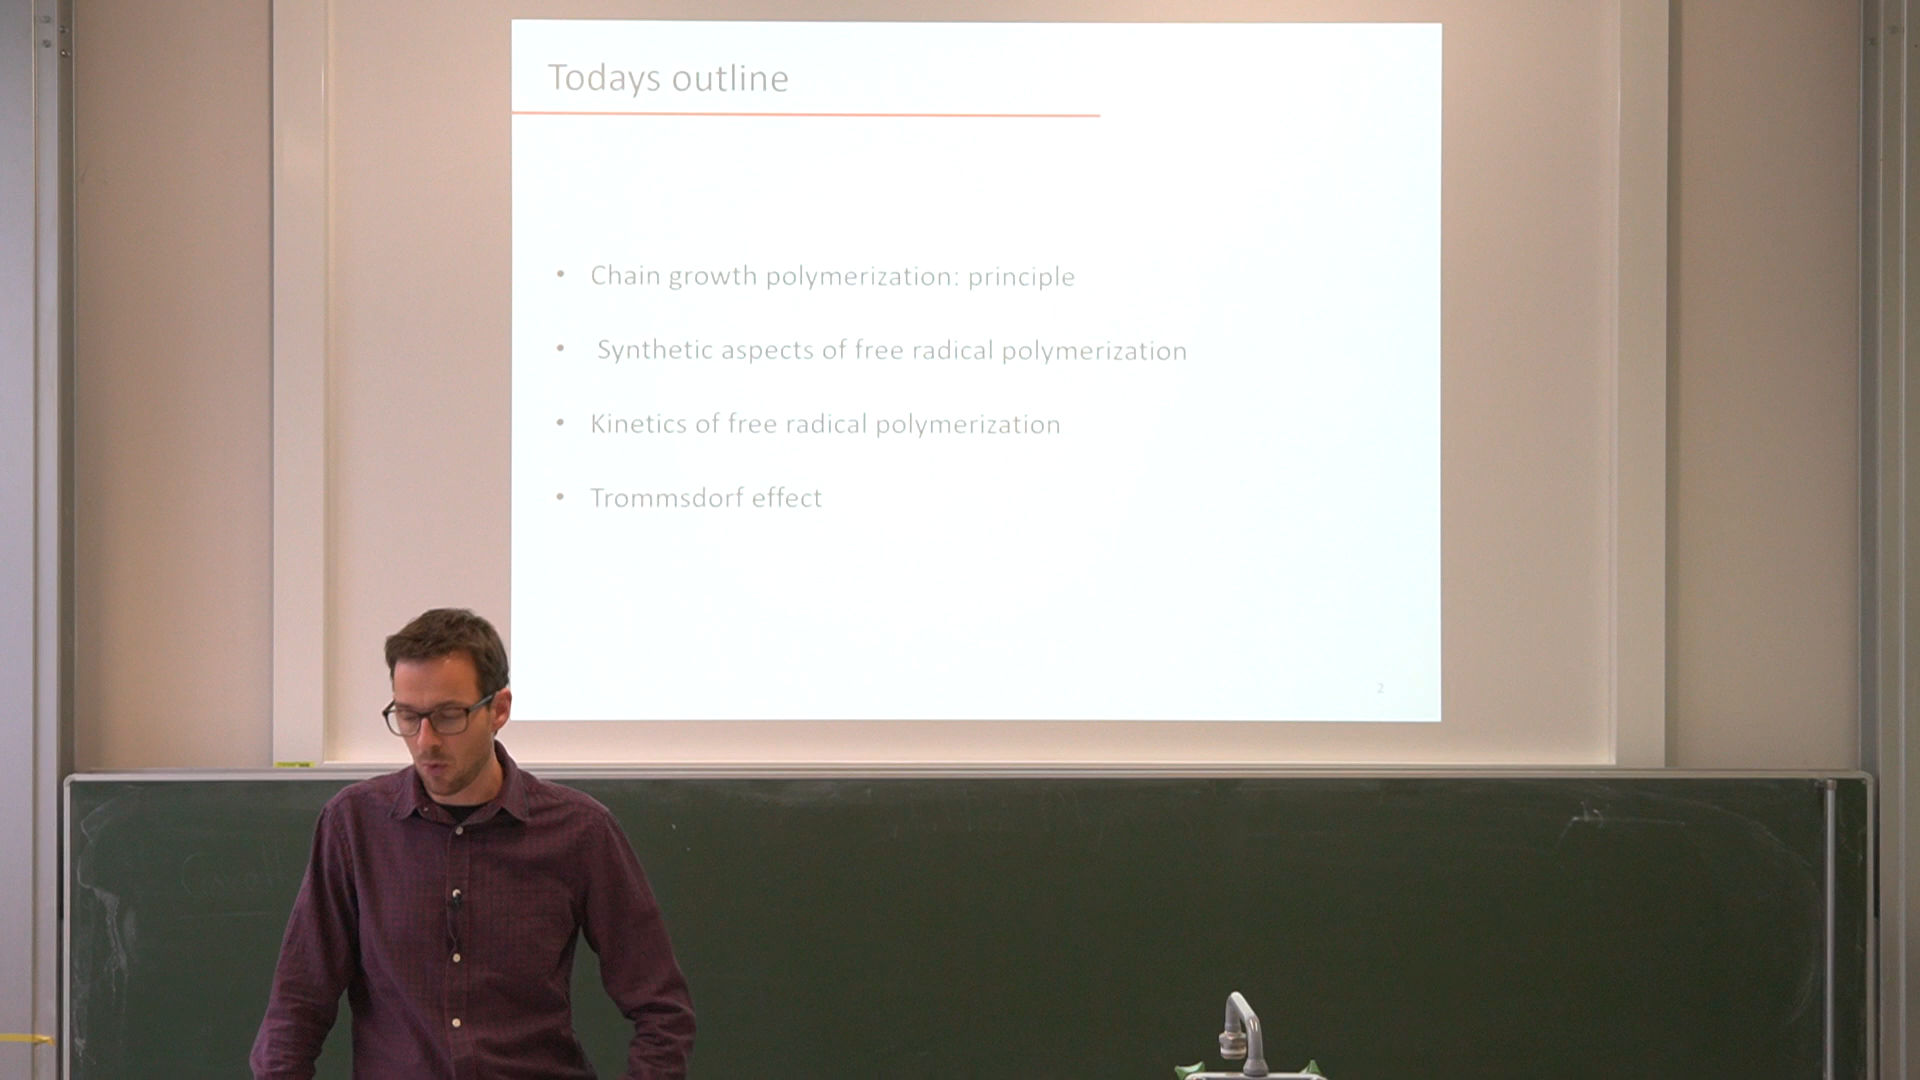 Todays outline
• Chain growth polymerization: principle
• Synthetic aspects of free radical polymerization
• Kinetics of free radical polymerization
• Trommsdorf effect
2